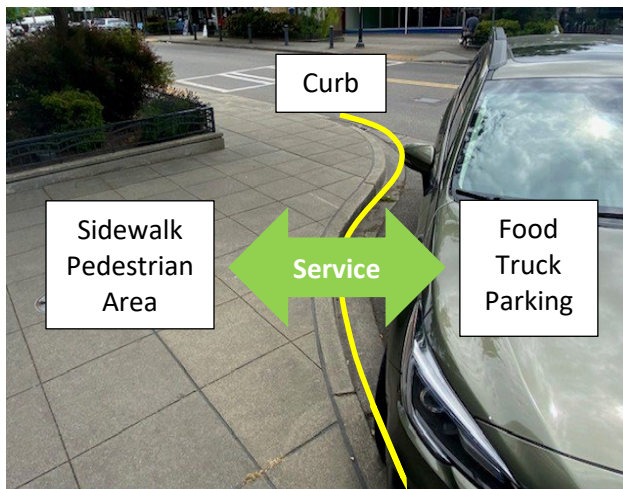 Curb
Sidewalk
Pedestrian
Area
Service
Food
Truck
Parking